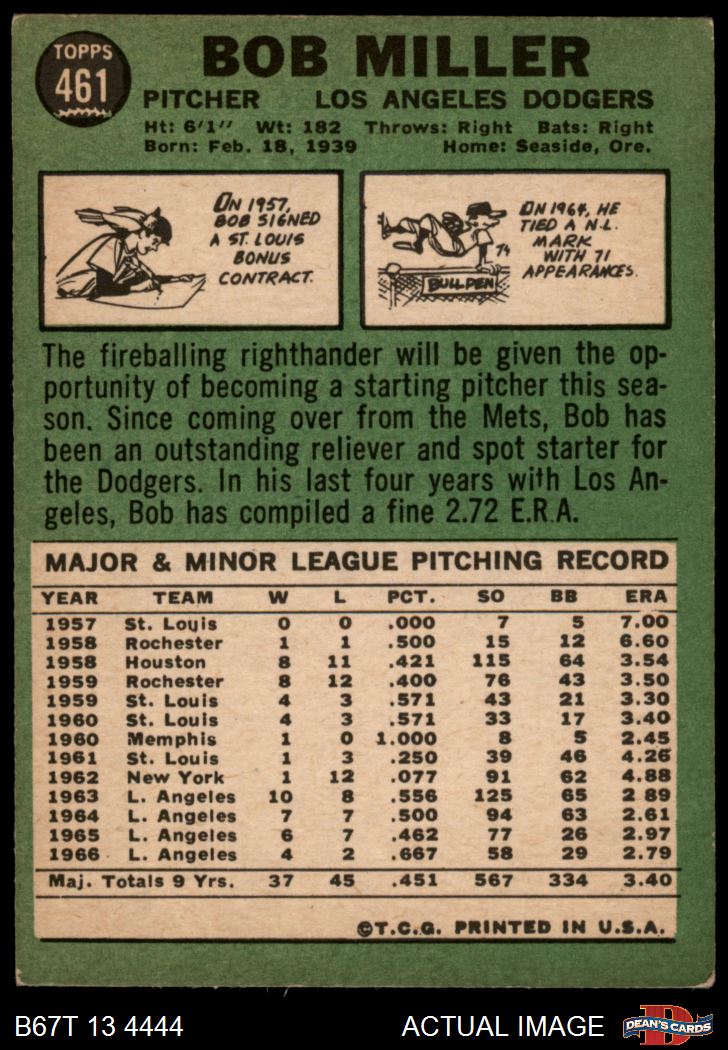 TOPPS
461
BOB MILLER
PITCHER LOS ANGELES DODGERS
Ht: 6'1" Wt: 182 Throws: Right Bats: Right
Born: Feb. 18, 1939 Home: Seaside, Ore.
ON 1957,
BOB SIGNED
A ST. LOUIS
BONUS
CONTRACT.
74
BULLPEN
ON 1964, HE
TIED A N.L.
MARK
WITH 71
APPEARANCES.
The fireballing righthander will be given the op-
portunity of becoming a starting pitcher this sea-
son. Since coming over from the Mets, Bob has
been an outstanding reliever and spot starter for
the Dodgers. In his last four years with Los An-
geles, Bob has compiled a fine 2.72 E.R.A.
MAJOR & MINOR LEAGUE PITCHING RECORD
YEAR TEAM W L PCT. SO BB ERA
1957 St. Louis 0 0 .000 7 5 7.00
1958 Rochester 1 1 .500 15 12 6.60
1958 Houston 8 11 .421 115 64 3.54
1959 Rochester 8 12 .400 76 43 3.50
1959 St. Louis 4 3 .571 43 21 3.30
1960 St. Louis 4 3 .571 33 17 3.40
1960 Memphis 1 0 1.000 8 5 2.45
1961 St. Louis 1 3 .250 39 46 4.26
1962 New York 1 12 .077 91 62 4.88
1963 L. Angeles 10 8 .556 125 65 2 89
1964 L. Angeles 7 7 .500 94 63 2.61
1965 L. Angeles 6 7 .462 77 26 2.97
1966 L. Angeles 4 2 .667 58 29 2.79
Maj. Totals 9 Yrs. 37 45 .451 567 334 3.40
©T.C.G. PRINTED IN U.S.A.
B67T 13 4444 ACTUAL IMAGE
D
DEAN'S CARDS